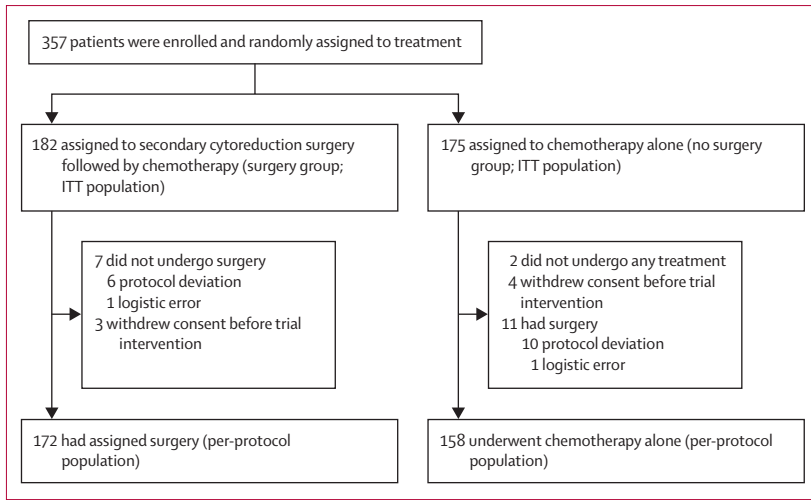 357 patients were enrolled and randomly assigned to treatment
182 assigned to secondary cytoreduction surgery
followed by chemotherapy (surgery group;
ITT population)
175 assigned to chemotherapy alone (no surgery
group; ITT population)
7 did not undergo surgery
6 protocol deviation
1 logistic error
3 withdrew consent before trial
intervention
2 did not undergo any treatment
4 withdrew consent before trial
intervention
11 had surgery
10 protocol deviation
1 logistic error
172 had assigned surgery (per-protocol
population)
158 underwent chemotherapy alone (per-protocol
population)